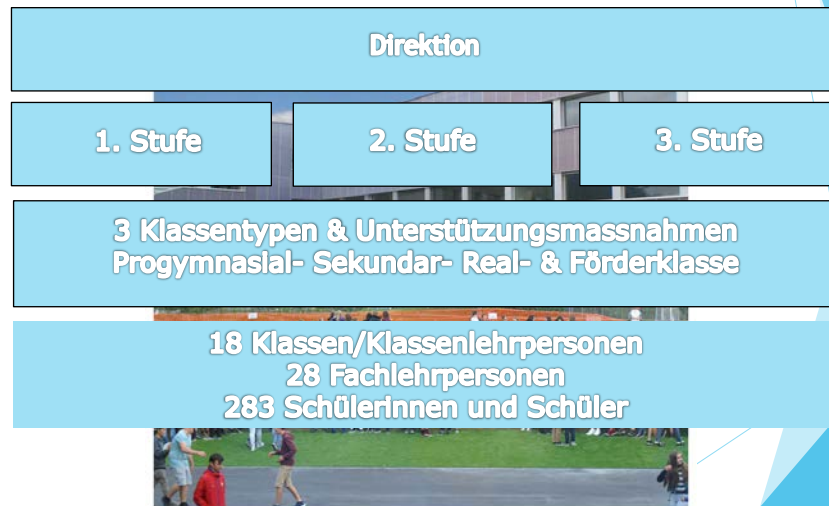 Direktion
1. Stufe
2. Stufe
3. Stufe
3 Klassentypen & Unterstützungsmassnahmen
Progymnasial- Sekundar- Real- & Förderklasse
18 Klassen/Klassenlehrpersonen
28 Fachlehrpersonen
283 Schülerinnen und Schüler